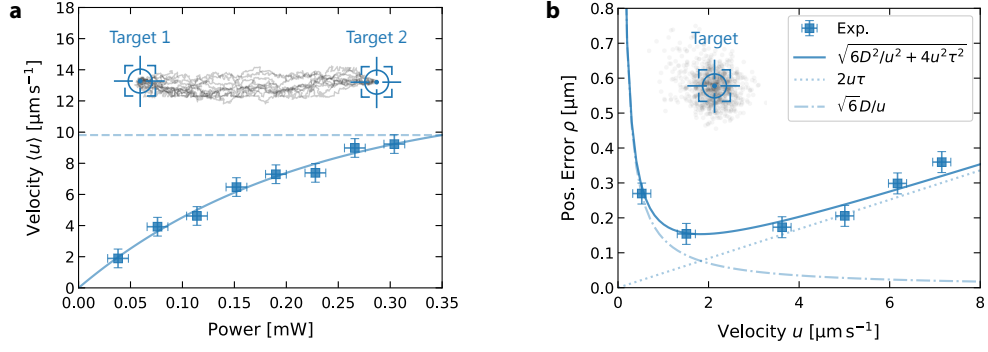 a
18
16
14
12
10
8
6
4
2
0
Velocity ⟨u⟩ [μm s⁻¹]
Target 1
Target 2
0.00 0.05 0.10 0.15 0.20 0.25 0.30 0.35
Power [mW]
b
0.8
0.7
0.6
0.5
0.4
0.3
0.2
0.1
0.0
Pos. Error ρ [μm]
Target
Exp.
√6D²/u² + 4u²τ²
2uτ
√6D/u
0 2 4 6 8
Velocity u [μm s⁻¹]